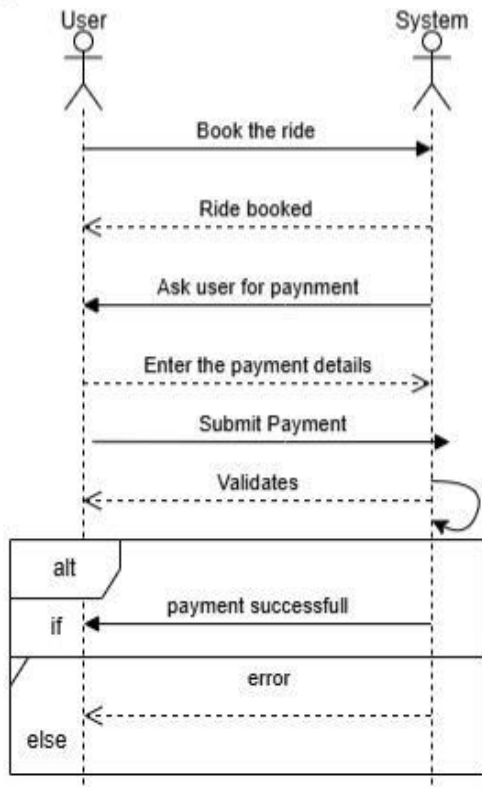 User
System
Book the ride
Ride booked
Ask user for paynment
Enter the payment details
Submit Payment
Validates
alt
payment successfull
if
error
else